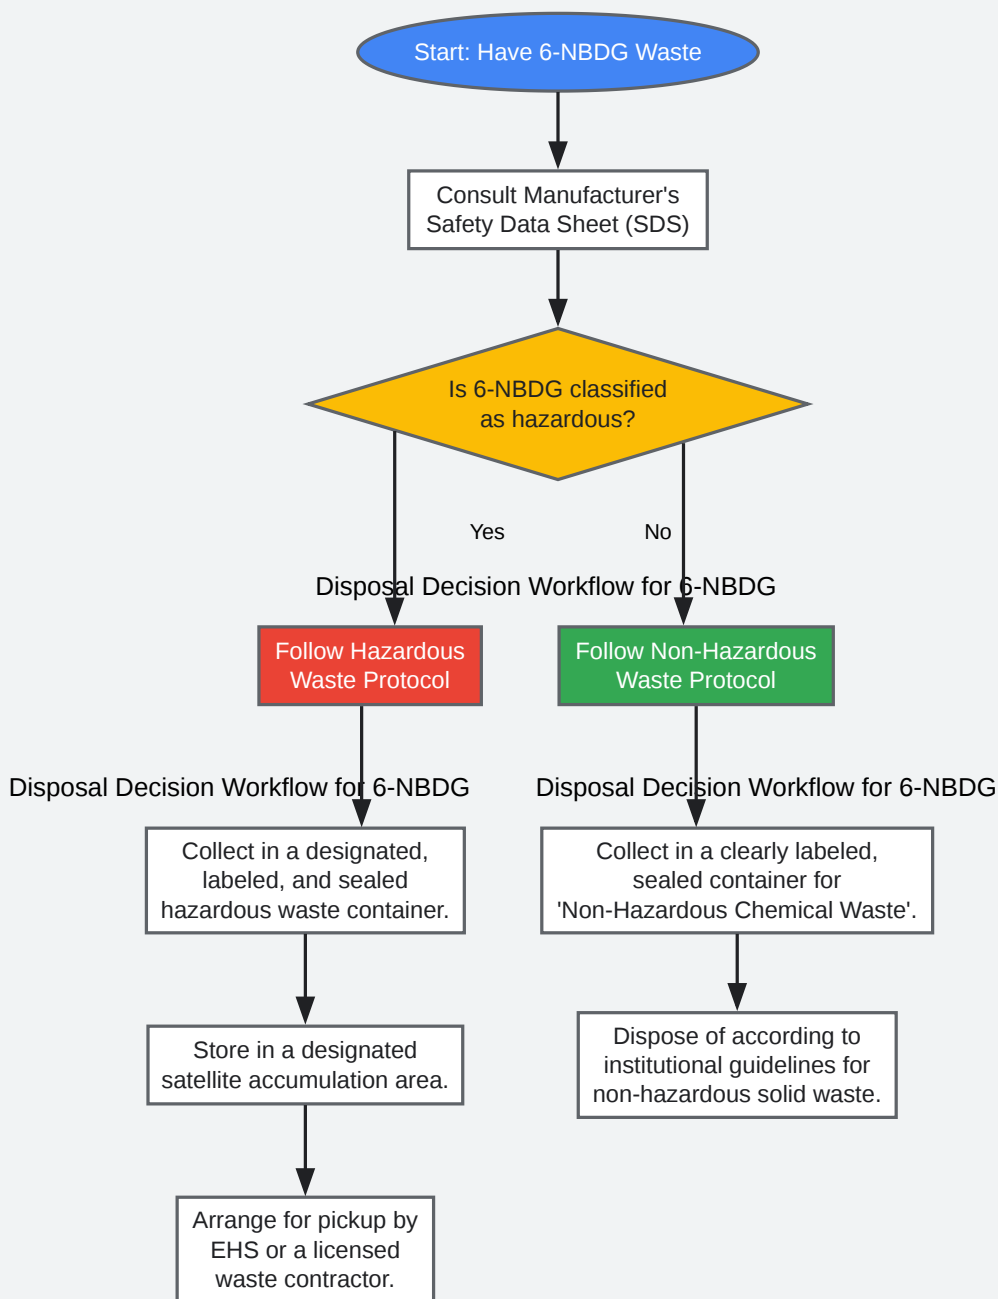 Start: Have 6-NBDG Waste
Consult Manufacturer's
Safety Data Sheet (SDS)
Is 6-NBDG classified
as hazardous?
Yes
No
Disposal Decision Workflow for 6-NBDG
Follow Hazardous
Waste Protocol
Follow Non-Hazardous
Waste Protocol
Disposal Decision Workflow for 6-NBDG
Disposal Decision Workflow for 6-NBDG
Collect in a designated,
labeled, and sealed
hazardous waste container.
Collect in a clearly labeled,
sealed container for
'Non-Hazardous Chemical Waste'.
Store in a designated
satellite accumulation area.
Dispose of according to
institutional guidelines for
non-hazardous solid waste.
Arrange for pickup by
EHS or a licensed
waste contractor.